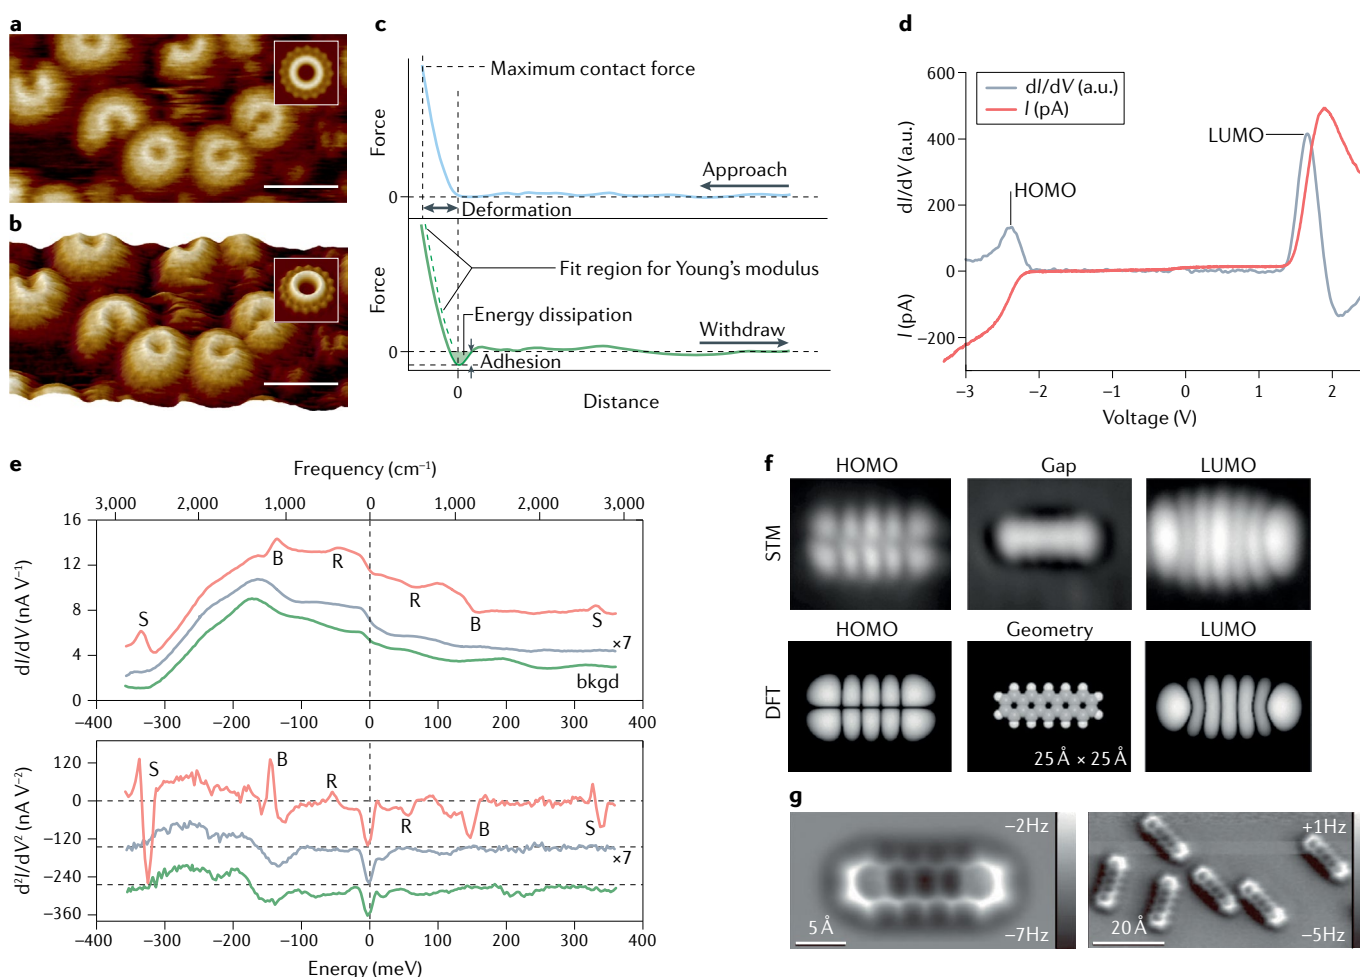 a
b
c
Force
0
Maximum contact force
Approach
Deformation
Fit region for Young's modulus
Energy dissipation
Withdraw
Force
0
Adhesion
0
Distance
d
600
400
200
0
−200
dI/dV (a.u.)
I (pA)
dI/dV (a.u.)
I (pA)
LUMO
HOMO
−3 −2 −1 0 1 2
Voltage (V)
e
Frequency (cm⁻¹)
3,000 2,000 1,000 0 1,000 2,000 3,000
16
12
8
4
0
dI/dV (nA V⁻¹)
S B R R B S
×7
bkgd
−400 −300 −200 −100 0 100 200 300 400
120
0
−120
−240
−360
d²I/dV² (nA V⁻²)
S B R R B S
×7
−400 −300 −200 −100 0 100 200 300 400
Energy (meV)
f
HOMO Gap LUMO
STM
HOMO Geometry LUMO
DFT
25 Å × 25 Å
g
−2Hz
5 Å
−7Hz
+1Hz
20 Å
−5Hz